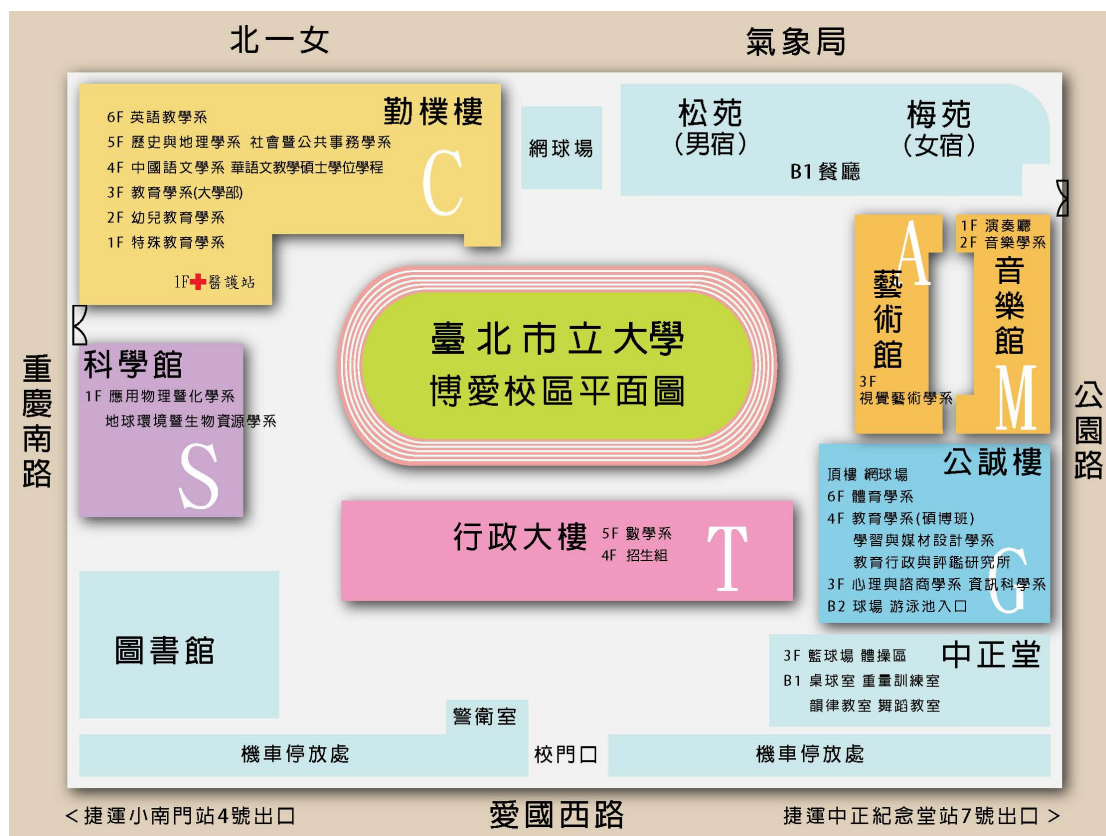 北一女
氣象局
勤樸樓
6F 英語教學系
5F 歷史與地理學系 社會暨公共事務學系
4F 中國語文學系 華語文教學碩士學位學程
3F 教育學系(大學部)
2F 幼兒教育學系
1F 特殊教育學系
C
1F 醫護站
網球場
松苑
(男宿)
梅苑
(女宿)
B1 餐廳
A
藝術館
3F
視覺藝術學系
1F 演奏廳
2F 音樂學系
音樂館
M
臺北市立大學
博愛校區平面圖
重慶南路
公園路
科學館
1F 應用物理暨化學系
地球環境暨生物資源學系
S
公誠樓
頂樓 網球場
6F 體育學系
4F 教育學系(碩博班)
學習與媒材設計學系
教育行政與評鑑研究所
3F 心理與諮商學系 資訊科學系
B2 球場 游泳池入口
G
行政大樓
5F 數學系
4F 招生組
T
圖書館
中正堂
3F 籃球場 體操區
B1 桌球室 重量訓練室
韻律教室 舞蹈教室
警衛室
機車停放處
校門口
機車停放處
<捷運小南門站4號出口
愛國西路
捷運中正紀念堂站7號出口 >